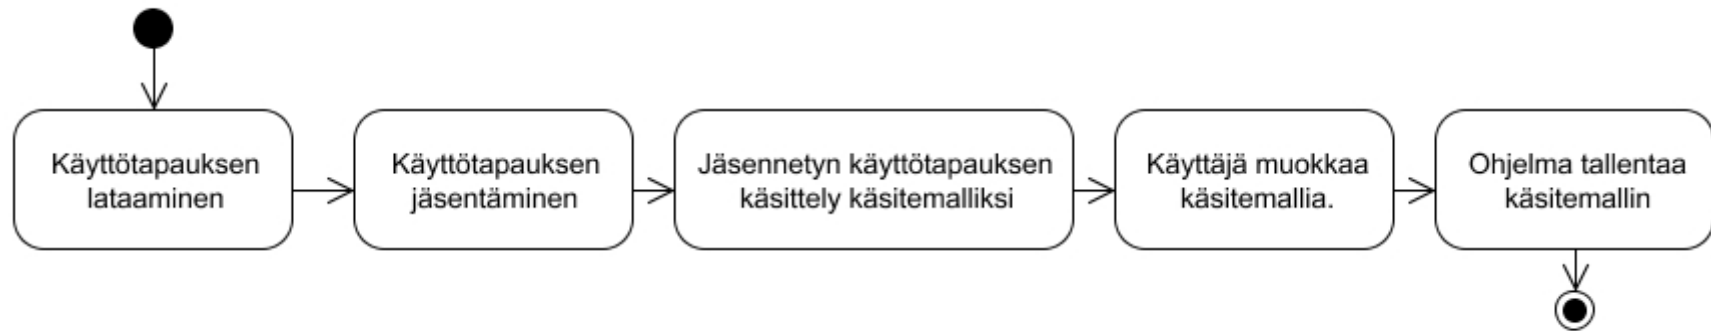 Käyttötapauksen
lataaminen
Käyttötapauksen
jäsentäminen
Jäsennetyn käyttötapauksen
käsittely käsitemalliksi
Käyttäjä muokkaa
käsitemallia.
Ohjelma tallentaa
käsitemallin